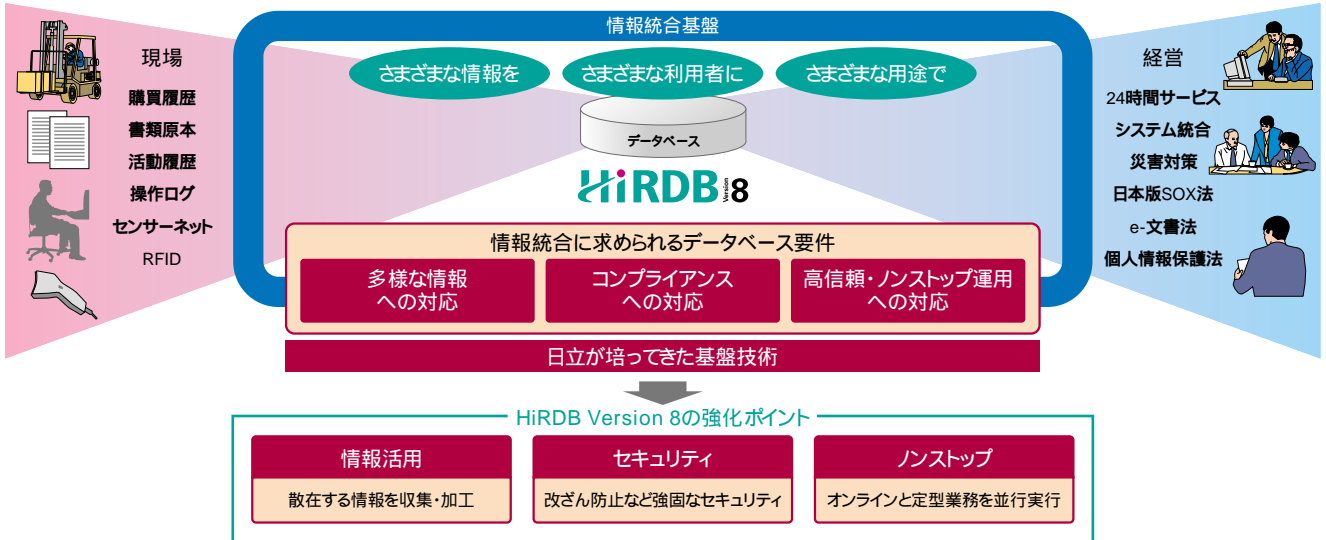 情報統合基盤
さまざまな情報を
さまざまな利用者に
さまざまな用途で
現場
購買履歴
書類原本
活動履歴
操作ログ
センサーネット
RFID
データベース
HiRDB Version 8
経営
24時間サービス
システム統合
災害対策
日本版SOX法
e-文書法
個人情報保護法
情報統合に求められるデータベース要件
多様な情報
への対応
コンプライアンス
への対応
高信頼・ノンストップ運用
への対応
日立が培ってきた基盤技術
HiRDB Version 8の強化ポイント
情報活用
散在する情報を収集・加工
セキュリティ
改ざん防止など強固なセキュリティ
ノンストップ
オンラインと定型業務を並行実行